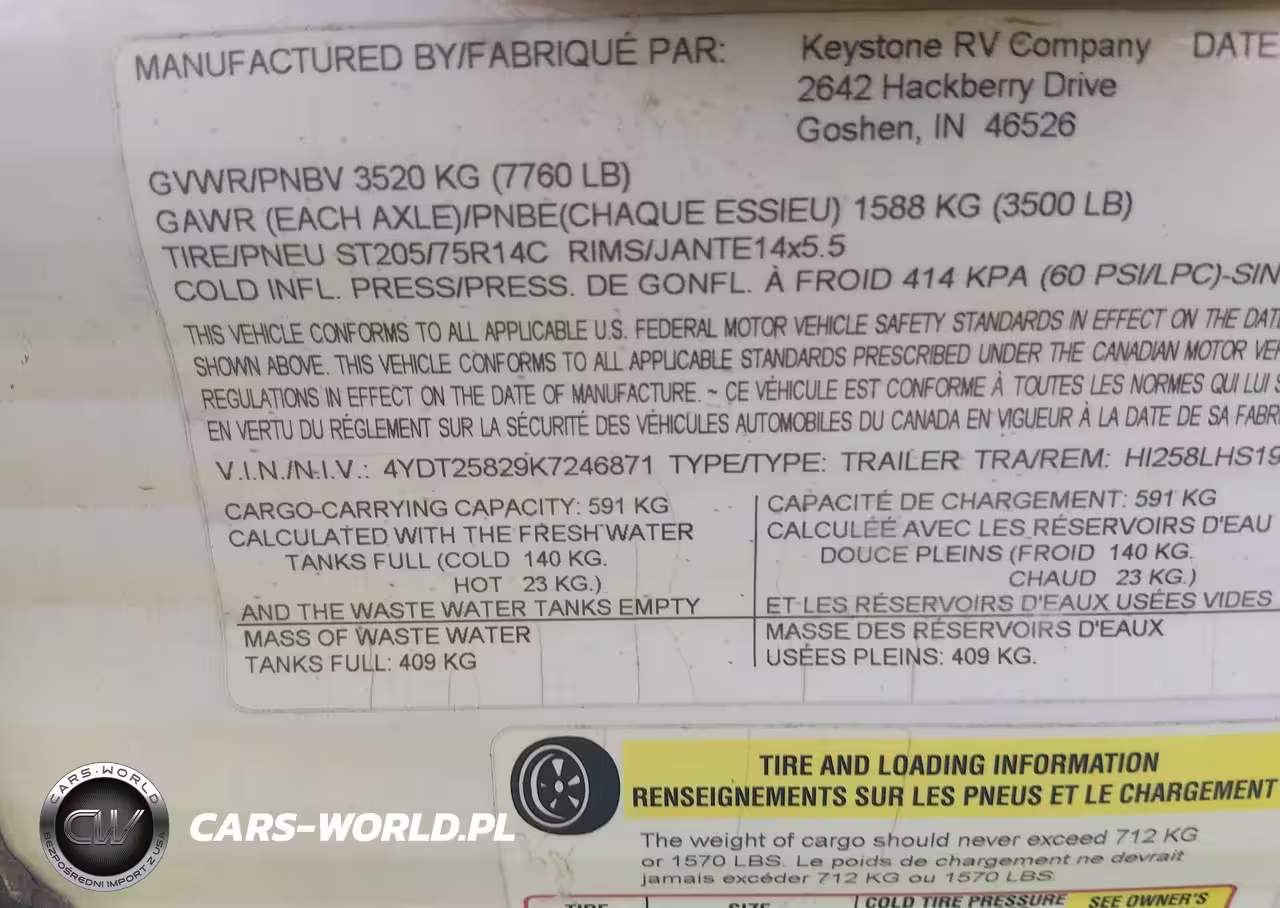 MANUFACTURED BY/FABRIQUÉ PAR: Keystone RV Company DATE
2642 Hackberry Drive
Goshen, IN 46526
GVWR/PNBV 3520 KG (7760 LB)
GAWR (EACH AXLE)/PNBE(CHAQUE ESSIEU) 1588 KG (3500 LB)
TIRE/PNEU ST205/75R14C RIMS/JANTE14x5.5
COLD INFL. PRESS/PRESS. DE GONFL. À FROID 414 KPA (60 PSI/LPC)-SIN
THIS VEHICLE CONFORMS TO ALL APPLICABLE U.S. FEDERAL MOTOR VEHICLE SAFETY STANDARDS IN EFFECT ON THE DAT
SHOWN ABOVE. THIS VEHICLE CONFORMS TO ALL APPLICABLE STANDARDS PRESCRIBED UNDER THE CANADIAN MOTOR VEH
REGULATIONS IN EFFECT ON THE DATE OF MANUFACTURE. ~ CE VÉHICULE EST CONFORME À TOUTES LES NORMES QUI LUI S
EN VERTU DU RÉGLEMENT SUR LA SÉCURITÉ DES VÉHICULES AUTOMOBILES DU CANADA EN VIGUEUR À LA DATE DE SA FABRI
V.I.N./N.I.V.: 4YDT25829K7246871 TYPE/TYPE: TRAILER TRA/REM: HI258LHS19
CARGO-CARRYING CAPACITY: 591 KG
CALCULATED WITH THE FRESH WATER
TANKS FULL (COLD 140 KG.
HOT 23 KG.)
AND THE WASTE WATER TANKS EMPTY
MASS OF WASTE WATER
TANKS FULL: 409 KG
CAPACITÉ DE CHARGEMENT: 591 KG
CALCULÉE AVEC LES RÉSERVOIRS D'EAU
DOUCE PLEINS (FROID 140 KG.
CHAUD 23 KG.)
ET LES RÉSERVOIRS D'EAUX USÉES VIDES
MASSE DES RÉSERVOIRS D'EAUX
USÉES PLEINS: 409 KG.
TIRE AND LOADING INFORMATION
RENSEIGNEMENTS SUR LES PNEUS ET LE CHARGEMENT
The weight of cargo should never exceed 712 KG
or 1570 LBS. Le poids de chargement ne devrait
jamais excéder 712 KG ou 1570 LBS.
TIRE SIZE COLD TIRE PRESSURE SEE OWNER'S
CARS-WORLD
CW
BEZPOŚREDNI IMPORT Z USA
CARS-WORLD.PL